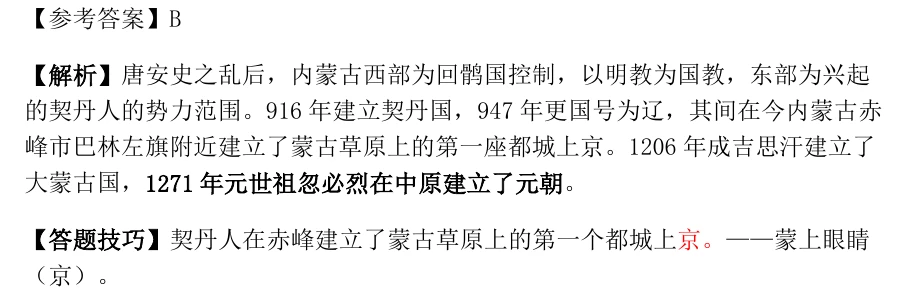 【参考答案】B
【解析】唐安史之乱后，内蒙古西部为回鹘国控制，以明教为国教，东部为兴起
的契丹人的势力范围。916 年建立契丹国，947 年更国号为辽，其间在今内蒙古赤
峰市巴林左旗附近建立了蒙古草原上的第一座都城上京。1206 年成吉思汗建立了
大蒙古国，1271 年元世祖忽必烈在中原建立了元朝。
【答题技巧】契丹人在赤峰建立了蒙古草原上的第一个都城上京。——蒙上眼睛
（京）。